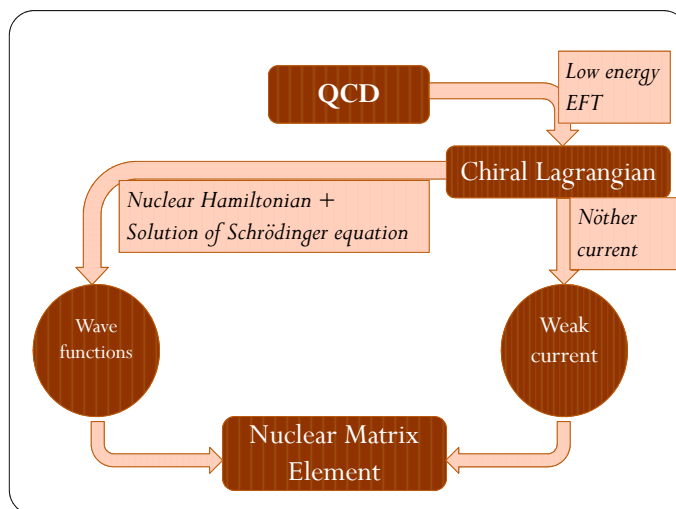 QCD
Low energy
EFT
Chiral Lagrangian
Nuclear Hamiltonian +
Solution of Schrödinger equation
Nöther
current
Wave
functions
Weak
current
Nuclear Matrix
Element